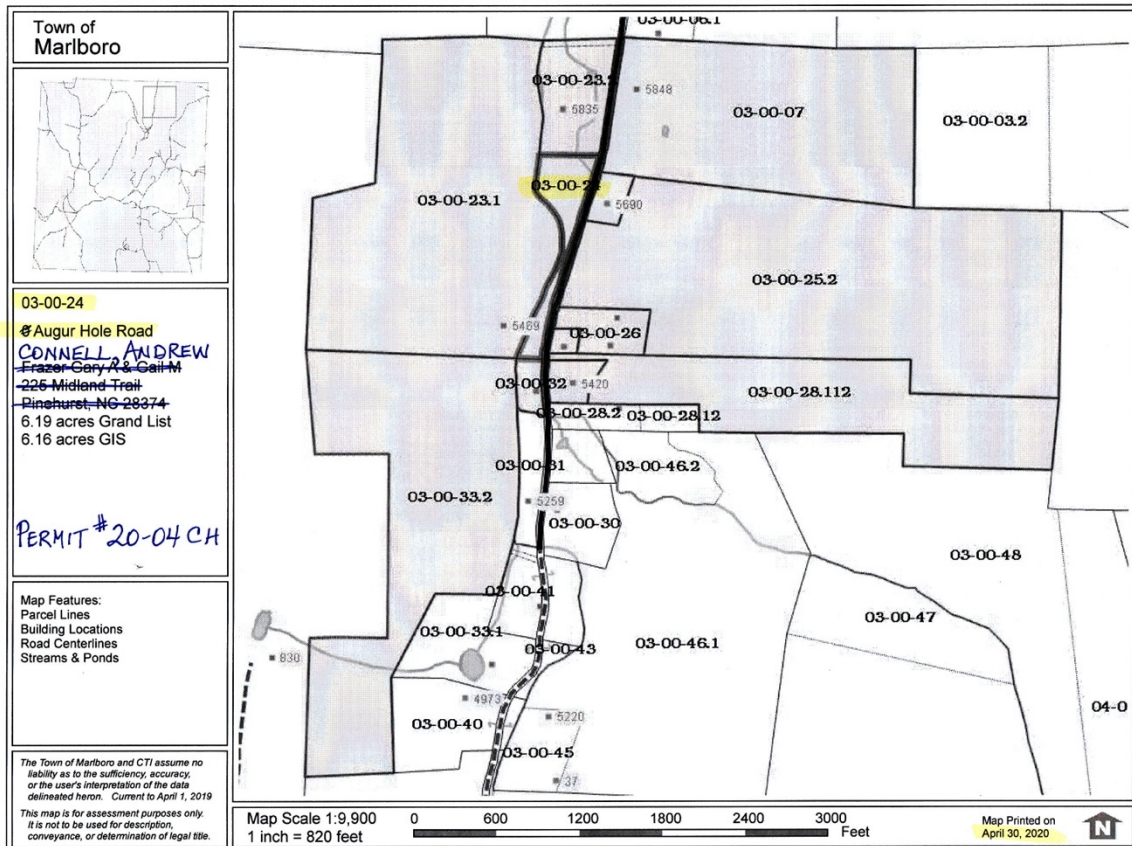 Town of
Marlboro
03-00-24
0 Augur Hole Road
CONNELL, ANDREW
Frazer Gary A & Gail M
225 Midland Trail
Pinehurst, NC 28374
6.19 acres Grand List
6.16 acres GIS
PERMIT # 20-04 CH
Map Features:
Parcel Lines
Building Locations
Road Centerlines
Streams & Ponds
The Town of Marlboro and CTI assume no
liability as to the sufficiency, accuracy,
or the user's interpretation of the data
delineated heron. Current to April 1, 2019
This map is for assessment purposes only.
It is not to be used for description,
conveyance, or determination of legal title.
03-00-06.1
03-00-23.2
5848
5835
03-00-07
03-00-03.2
03-00-24
03-00-23.1
5690
03-00-25.2
5469
03-00-26
03-00-32
5420
03-00-28.112
03-00-28.2
03-00-28.12
03-00-31
03-00-46.2
03-00-33.2
5259
03-00-30
03-00-48
03-00-41
03-00-47
03-00-33.1
03-00-43
03-00-46.1
830
4973
03-00-40
5220
04-0
03-00-45
37
Map Scale 1:9,900
1 inch = 820 feet
0 600 1200 1800 2400 3000
Feet
Map Printed on
April 30, 2020
N